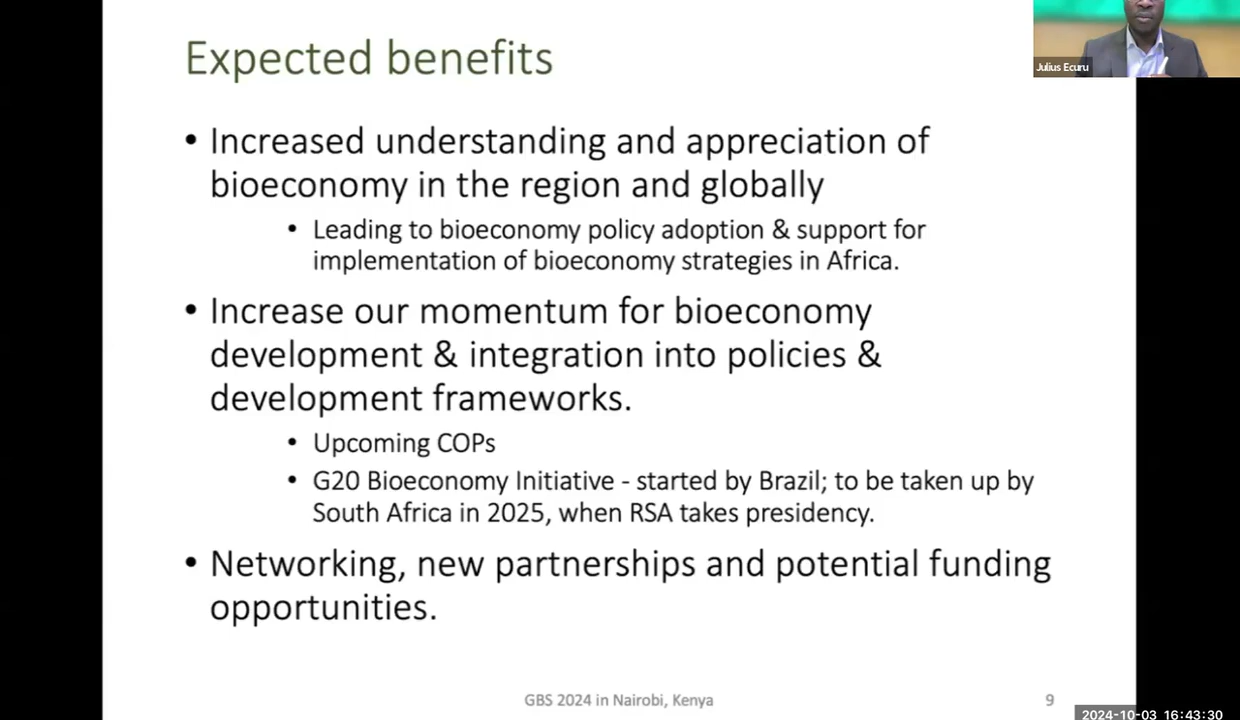 Expected benefits
Julius Ecuru
• Increased understanding and appreciation of
bioeconomy in the region and globally
• Leading to bioeconomy policy adoption & support for
implementation of bioeconomy strategies in Africa.
• Increase our momentum for bioeconomy
development & integration into policies &
development frameworks.
• Upcoming COPs
• G20 Bioeconomy Initiative - started by Brazil; to be taken up by
South Africa in 2025, when RSA takes presidency.
• Networking, new partnerships and potential funding
opportunities.
GBS 2024 in Nairobi, Kenya
9
2024-10-03 16:43:30